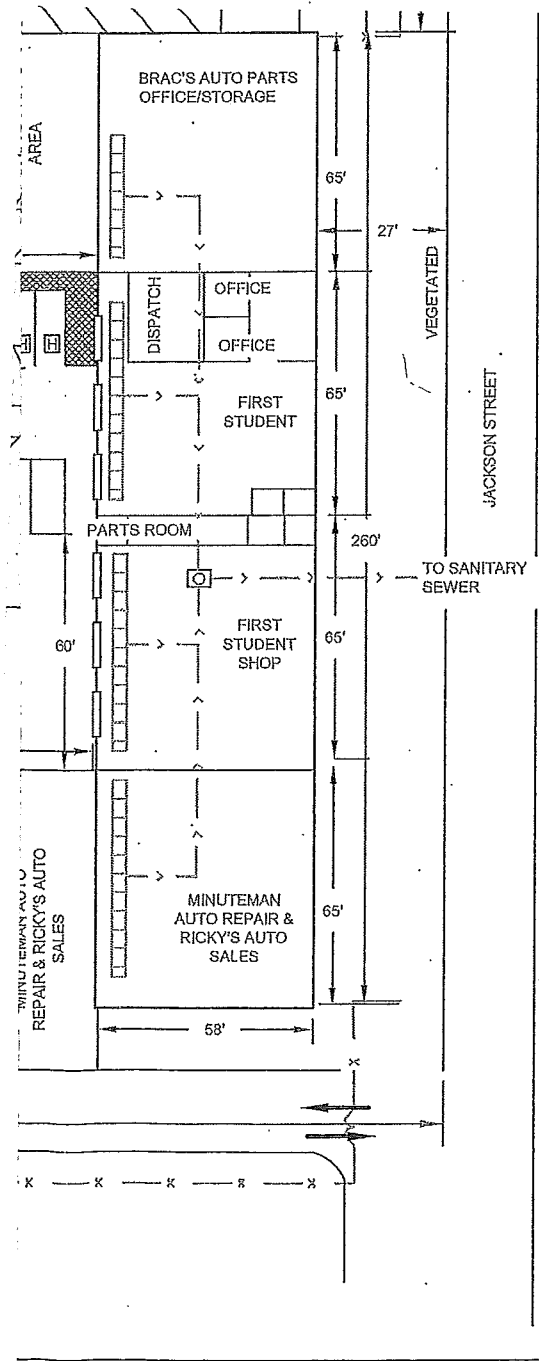 BRAC'S AUTO PARTS
OFFICE/STORAGE
AREA
65'
27'
VEGETATED
DISPATCH
OFFICE
OFFICE
65'
FIRST
STUDENT
JACKSON STREET
PARTS ROOM
260'
TO SANITARY
SEWER
FIRST
STUDENT
SHOP
65'
60'
MINUTEMAN AUTO
REPAIR & RICKY'S AUTO
SALES
MINUTEMAN
AUTO REPAIR &
RICKY'S AUTO
SALES
65'
58'